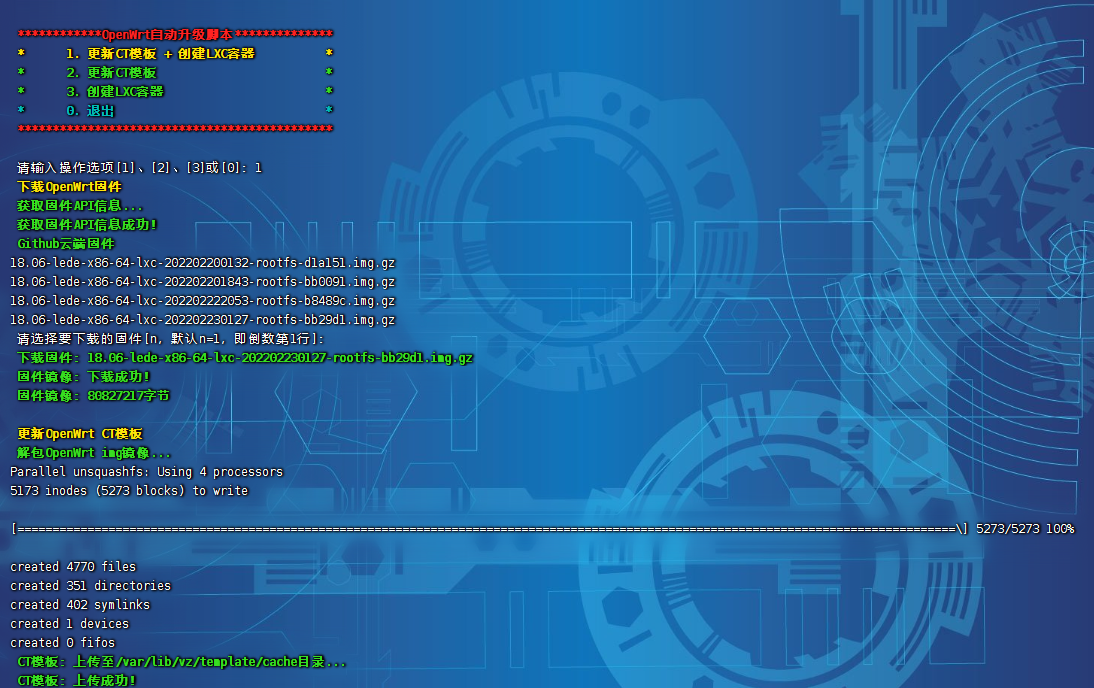 ************OpenWrt自动升级脚本**************
* 1. 更新CT模板 + 创建LXC容器 *
* 2. 更新CT模板 *
* 3. 创建LXC容器 *
* 0. 退出 *
*********************************************
请输入操作选项[1]、[2]、[3]或[0]: 1
下载OpenWrt固件
获取固件API信息...
获取固件API信息成功!
Github云端固件
18.06-lede-x86-64-lxc-202202200132-rootfs-d1a151.img.gz
18.06-lede-x86-64-lxc-202202201843-rootfs-bb0091.img.gz
18.06-lede-x86-64-lxc-202202222053-rootfs-b8489c.img.gz
18.06-lede-x86-64-lxc-202202230127-rootfs-bb29d1.img.gz
请选择要下载的固件[n, 默认n=1, 即倒数第1行]:
下载固件: 18.06-lede-x86-64-lxc-202202230127-rootfs-bb29d1.img.gz
固件镜像: 下载成功!
固件镜像: 80827217字节
更新OpenWrt CT模板
解包OpenWrt img镜像...
Parallel unsquashfs: Using 4 processors
5173 inodes (5273 blocks) to write
[======================================================================================================================================\] 5273/5273 100%
created 4770 files
created 351 directories
created 402 symlinks
created 1 devices
created 0 fifos
CT模板: 上传至/var/lib/vz/template/cache目录...
CT模板: 上传成功!